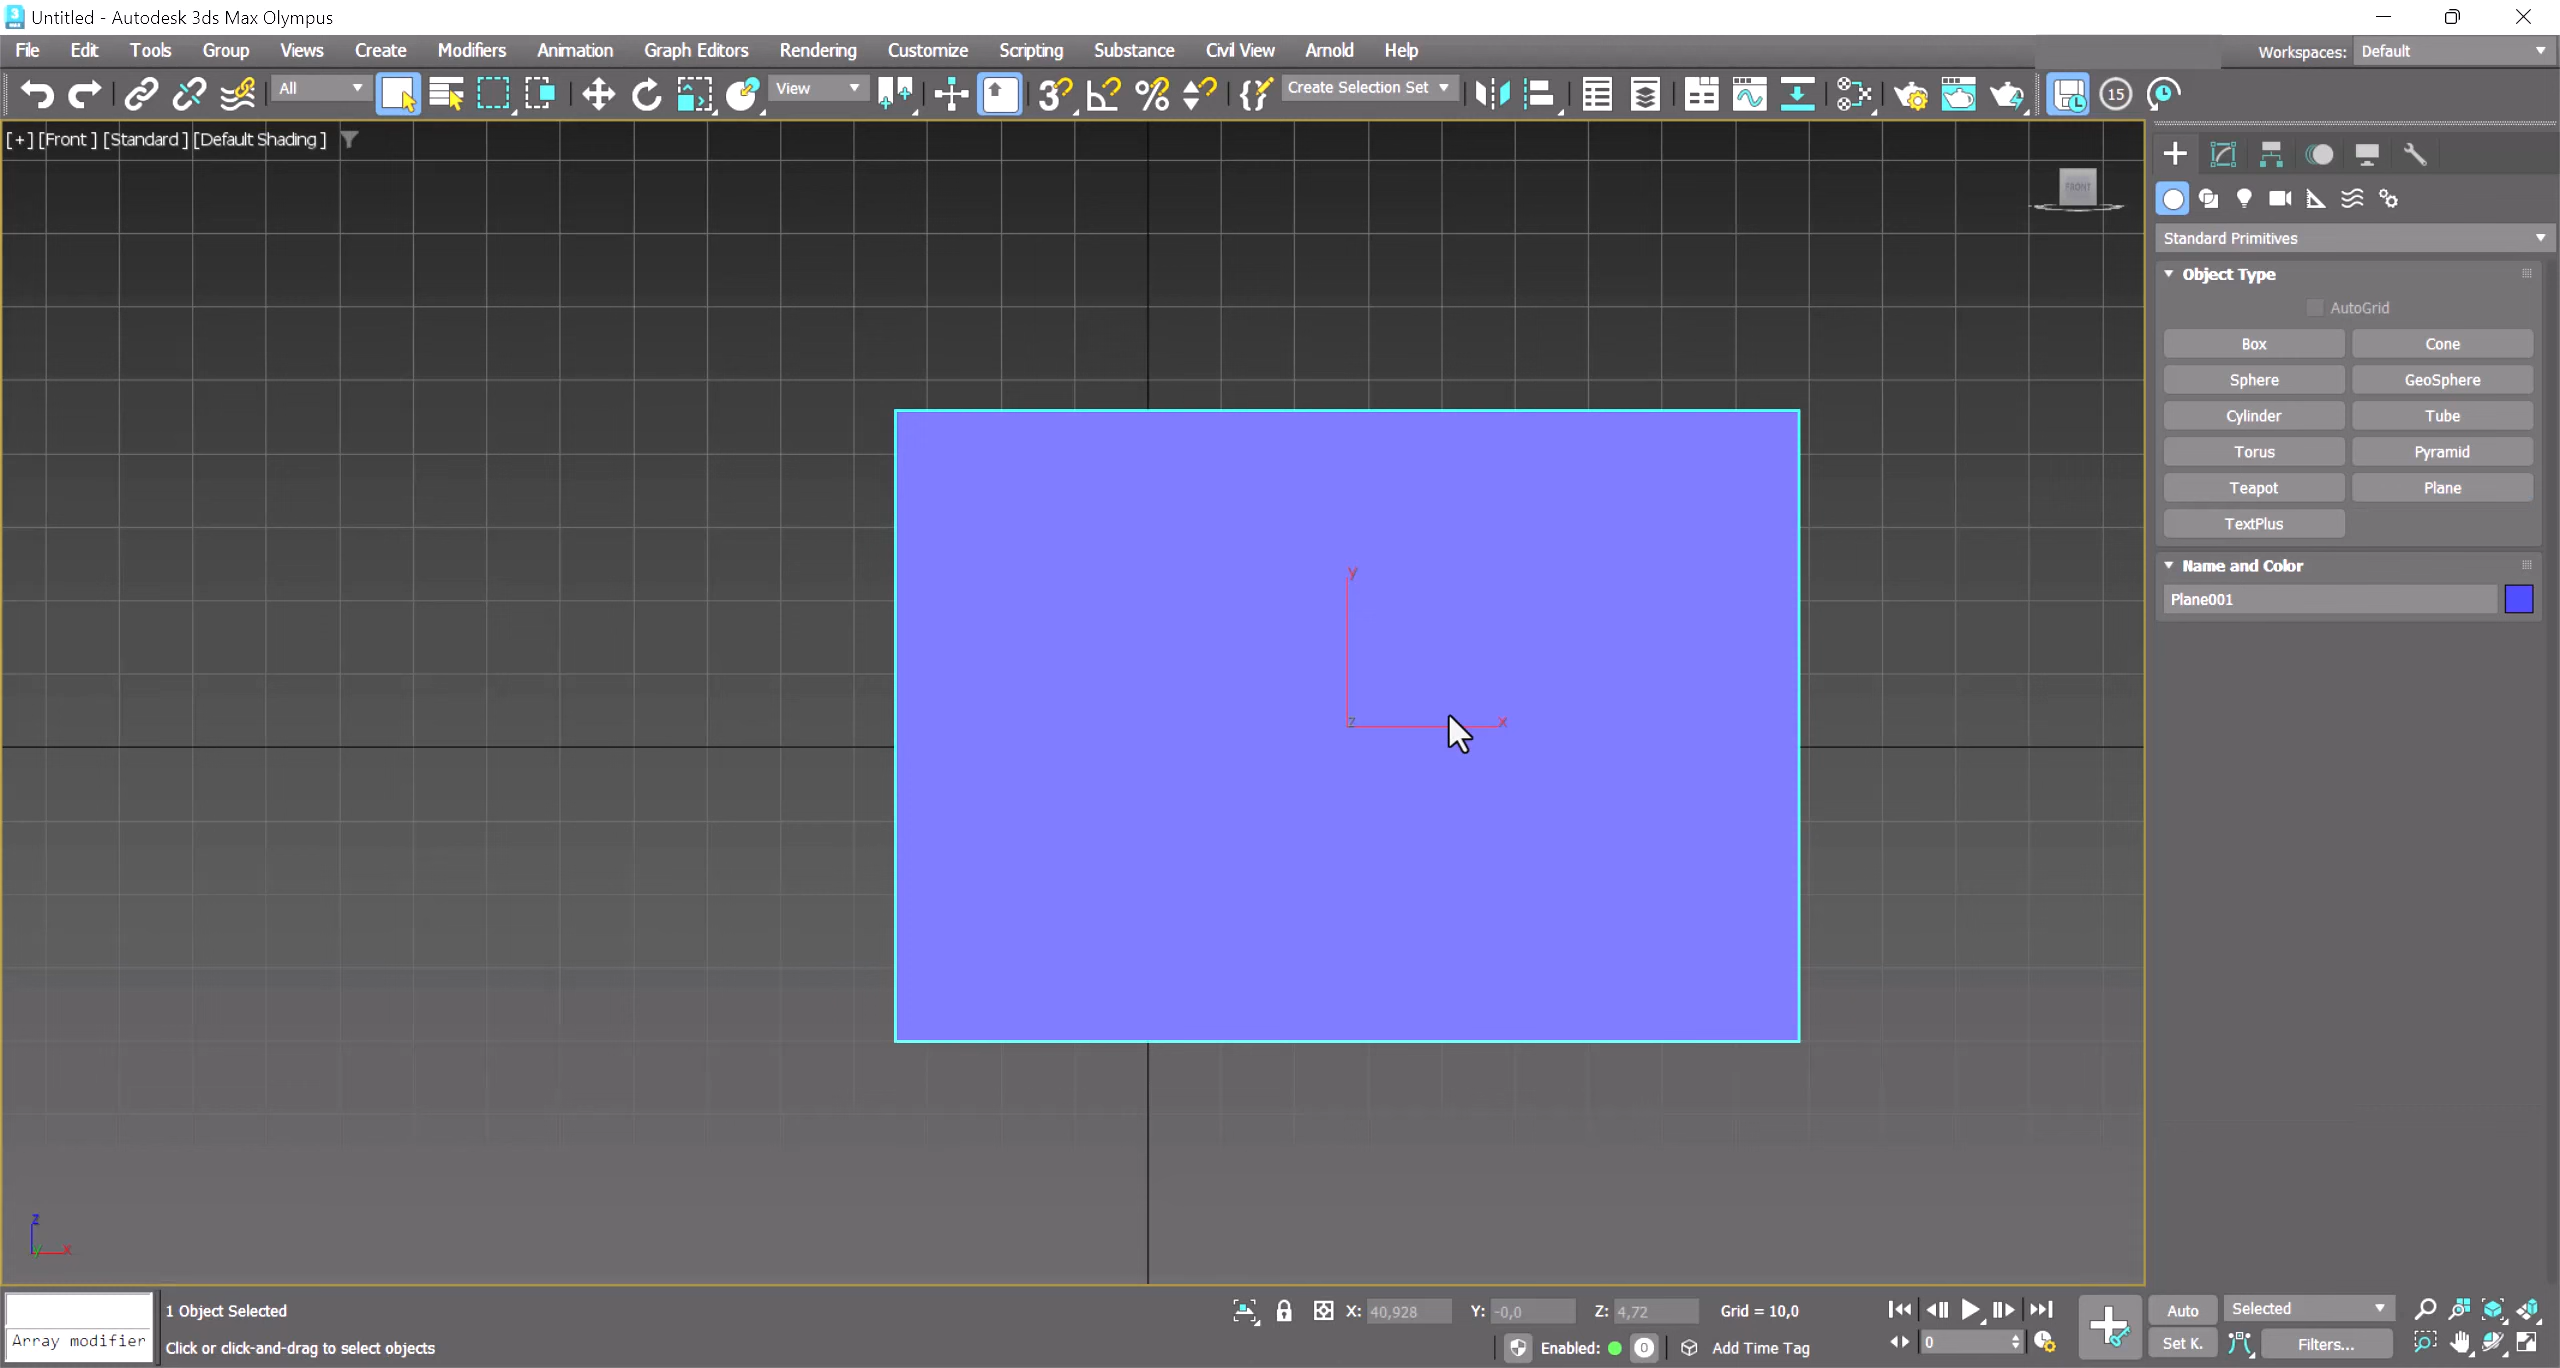 Untitled - Autodesk 3ds Max Olympus
File Edit Tools Group Views Create Modifiers Animation Graph Editors Rendering Customize Scripting Substance Civil View Arnold Help Workspaces: Default
All View Create Selection Set 15
[+] [Front ] [Standard ] [Default Shading ]
FRONT
Standard Primitives
Object Type
AutoGrid
Box Cone
Sphere GeoSphere
Cylinder Tube
Torus Pyramid
Teapot Plane
TextPlus
Name and Color
Plane001
y
z x
z
y x
1 Object Selected X: 40,928 Y: -0,0 Z: 4,72 Grid = 10,0 Auto Selected
Array modifier Click or click-and-drag to select objects Enabled: 0 Add Time Tag 0 Set K. Filters...